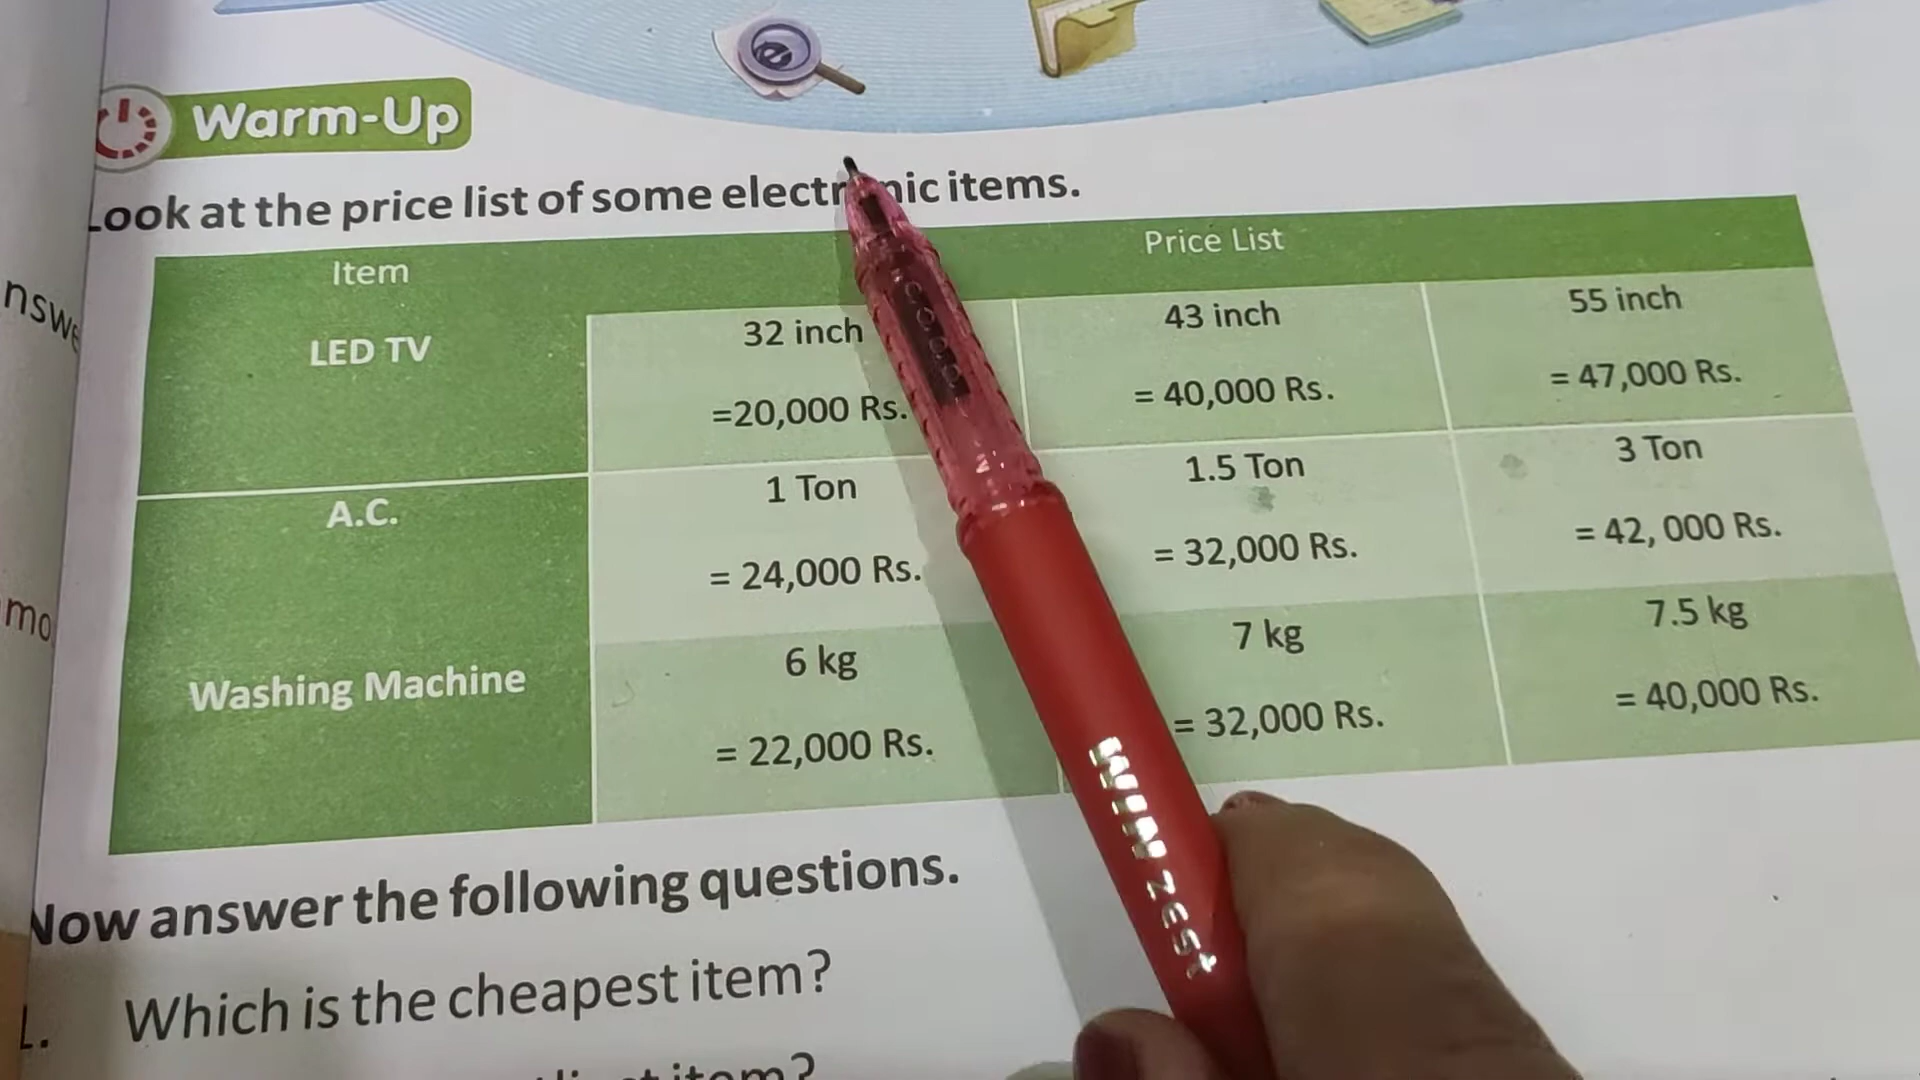 Warm-Up
Look at the price list of some electronic items.
Item Price List
LED TV 32 inch 43 inch 55 inch
=20,000 Rs. = 40,000 Rs. = 47,000 Rs.
A.C. 1 Ton 1.5 Ton 3 Ton
= 24,000 Rs. = 32,000 Rs. = 42, 000 Rs.
Washing Machine 6 kg 7 kg 7.5 kg
= 22,000 Rs. = 32,000 Rs. = 40,000 Rs.
Now answer the following questions.
1. Which is the cheapest item?
item?
nswe
mo
WIN zest
e